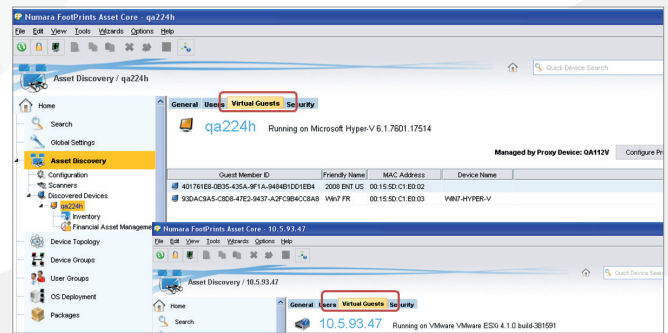 Numara FootPrints Asset Core - qa224h
File Edit View Tools Wizards Options Help
Quick Device Search
Asset Discovery / qa224h
Home
Search
Global Settings
Asset Discovery
Configuration
Scanners
Discovered Devices
qa224h
Inventory
Financial Asset Manageme
Device Topology
Device Groups
User Groups
OS Deployment
Packages
General Users Virtual Guests Security
qa224h Running on Microsoft Hyper-V 6.1.7601.17514
Managed by Proxy Device: QA112V Configure Pr
Guest Member ID Friendly Name MAC Address Device Name
401761E8-0B35-435A-9F1A-9484B1DD1EB4 2008 ENT US 00:15:5D:C1:E0:02
93DAC9A5-C8D8-47E2-9437-A2FC9B4CC8A8 Win7 FR 00:15:5D:C1:E0:03 WIN7-HYPER-V
Numara FootPrints Asset Core - 10.5.93.47
File Edit View Tools Wizards Options Help
Quick Device Sear
Asset Discovery / 10.5.93.47
Home
Search
General Users Virtual Guests Security
10.5.93.47 Running on VMware VMware ESXi 4.1.0 build-381591